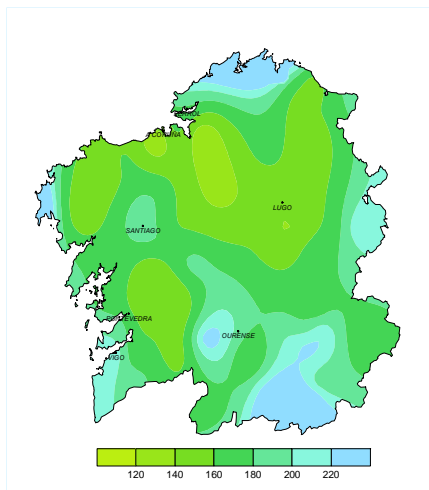 FERROL
A CORUÑA
LUGO
SANTIAGO
PONTEVEDRA
OURENSE
VIGO
120 140 160 180 200 220